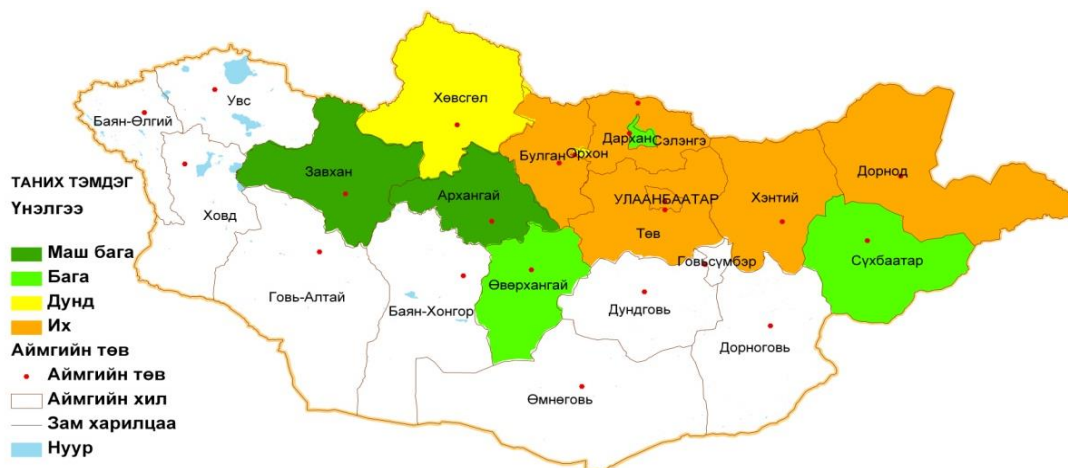 Увс
Хөвсгөл
Баян-Өлгий
Дархан
Сэлэнгэ
Орхон
Булган
Завхан
Дорнод
ТАНИХ ТЭМДЭГ
Архангай
УЛААНБААТАР
Хэнтий
Үнэлгээ
Ховд
Төв
Маш бага
Говьсүмбэр
Сүхбаатар
Бага
Өвөрхангай
Дунд
Говь-Алтай
Баян-Хонгор
Дундговь
Их
Дорноговь
Аймгийн төв
Аймгийн төв
Өмнөговь
Аймгийн хил
Зам харилцаа
Нуур